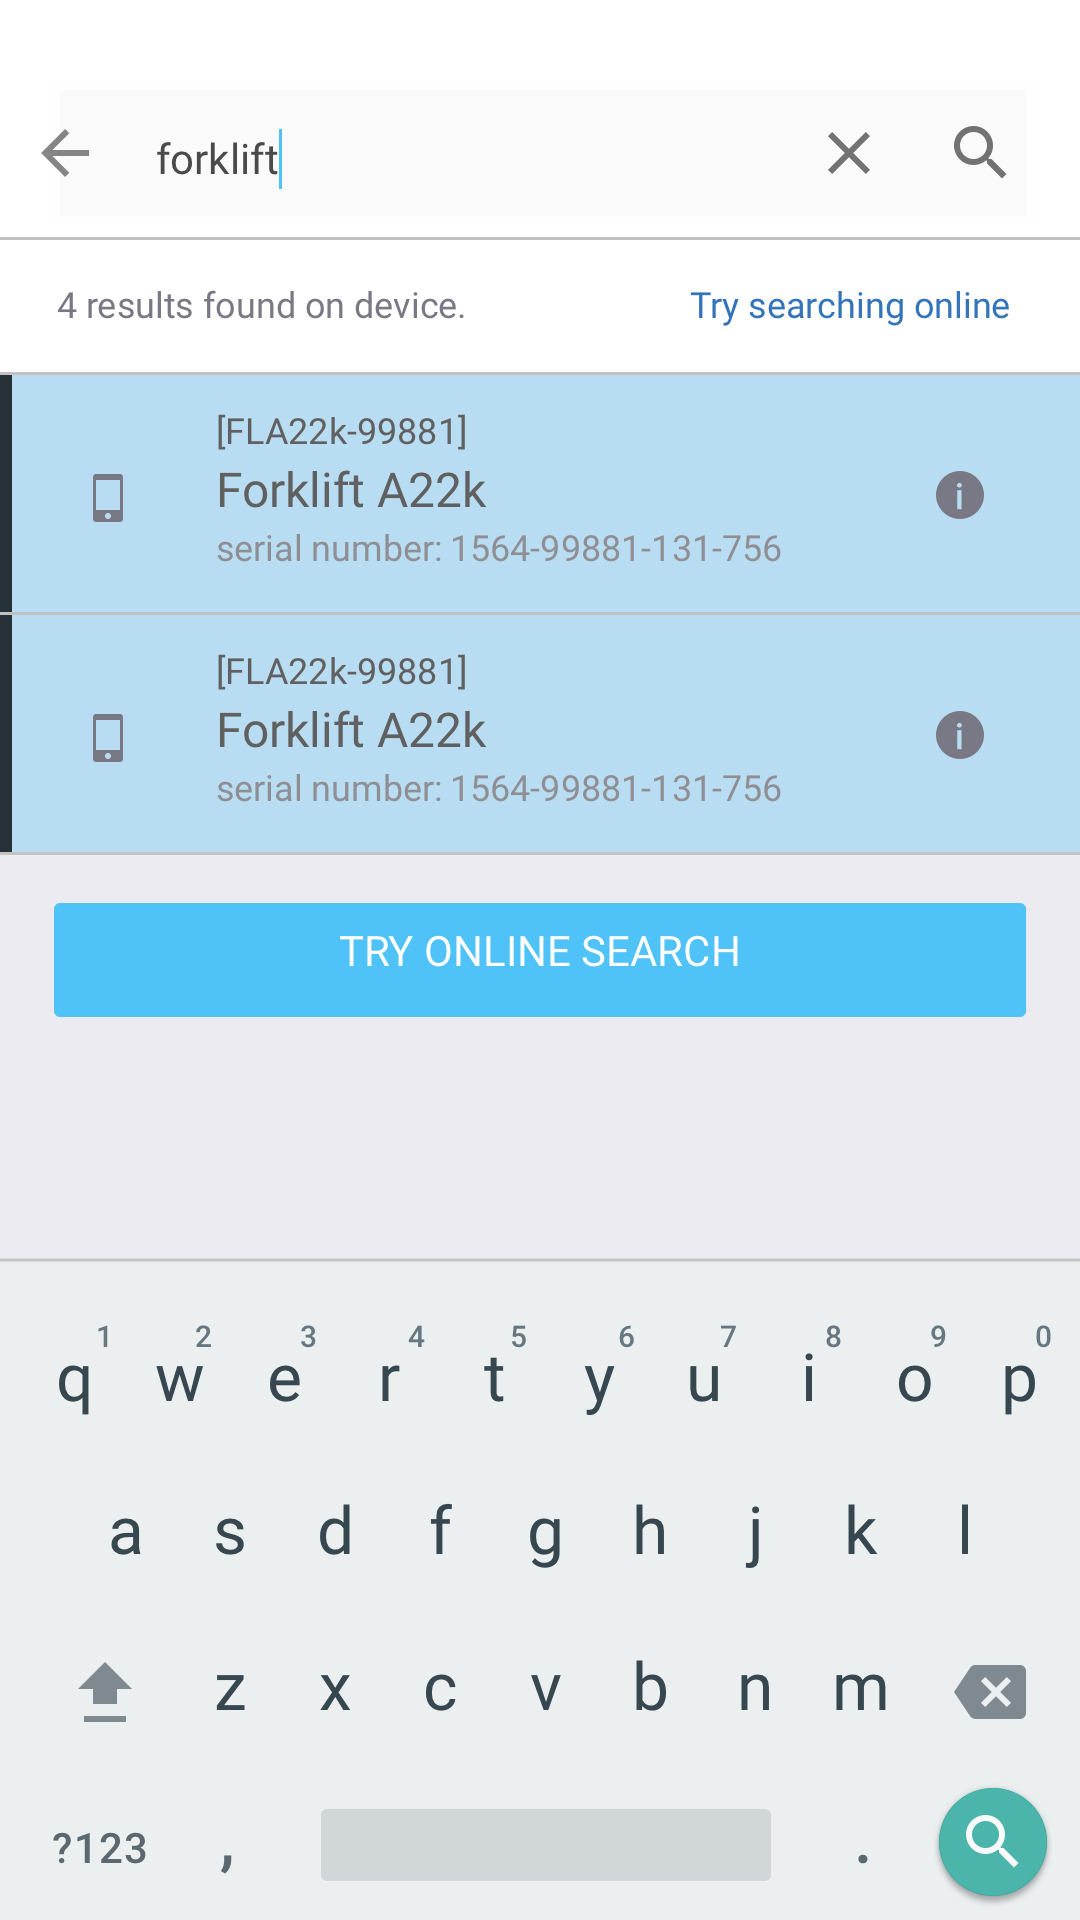 forklift
4 results found on device. Try searching online
[FLA22k-99881]
Forklift A22k
serial number: 1564-99881-131-756
[FLA22k-99881]
Forklift A22k
serial number: 1564-99881-131-756
TRY ONLINE SEARCH
1 2 3 4 5 6 7 8 9 0
q w e r t y u i o p
a s d f g h j k l
z x c v b n m
?123 , .